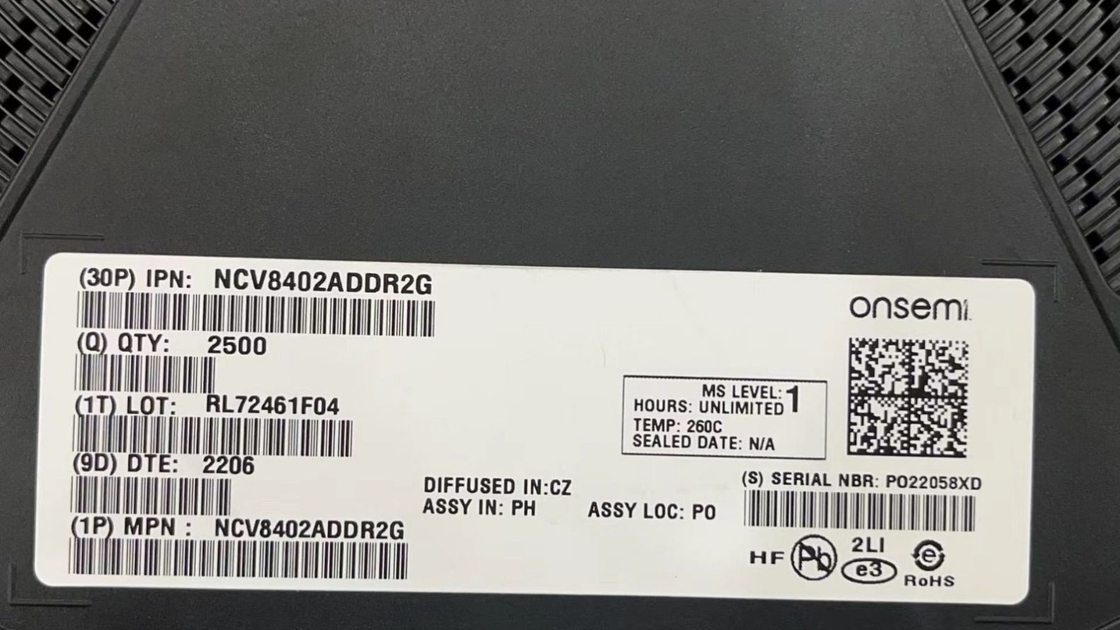 (30P) IPN: NCV8402ADDR2G
(Q) QTY: 2500
(1T) LOT: RL72461F04
(9D) DTE: 2206
(1P) MPN : NCV8402ADDR2G
DIFFUSED IN:CZ
ASSY IN: PH
ASSY LOC: PO
onsemi
MS LEVEL: 1
HOURS: UNLIMITED
TEMP: 260C
SEALED DATE: N/A
(S) SERIAL NBR: PO22058XD
HF Pb 2LI e RoHS
e3